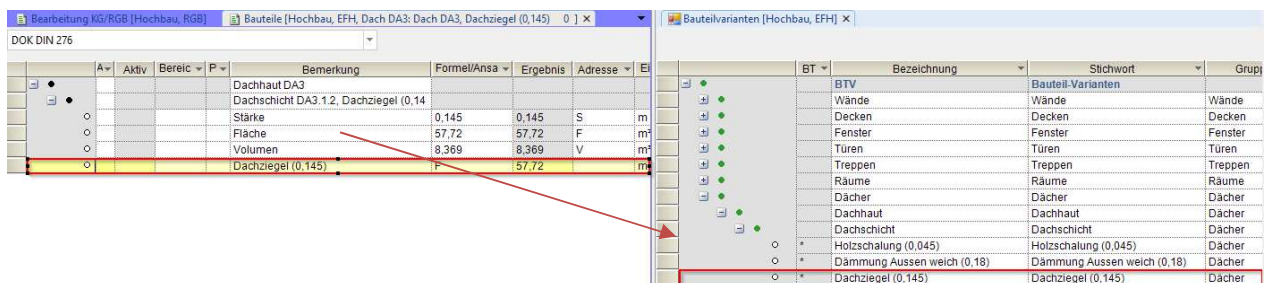 Bearbeitung KG/RGB [Hochbau, RGB] Bauteile [Hochbau, EFH, Dach DA3: Dach DA3, Dachziegel (0,145) 0 ] ×
DOK DIN 276
A Aktiv Bereic P Bemerkung Formel/Ansa Ergebnis Adresse Ei
Dachhaut DA3
Dachschicht DA3.1.2, Dachziegel (0,14
Stärke 0,145 0,145 S m
Fläche 57,72 57,72 F m²
Volumen 8,369 8,369 V m³
Dachziegel (0,145) F 57,72 m
Bauteilvarianten [Hochbau, EFH] ×
BT Bezeichnung Stichwort Grupp
BTV Bauteil-Varianten
Wände Wände Wände
Decken Decken Decken
Fenster Fenster Fenster
Türen Türen Türen
Treppen Treppen Treppen
Räume Räume Räume
Dächer Dächer Dächer
Dachhaut Dachhaut Dächer
Dachschicht Dachschicht Dächer
* Holzschalung (0,045) Holzschalung (0,045) Dächer
* Dämmung Aussen weich (0,18) Dämmung Aussen weich (0,18) Dächer
* Dachziegel (0,145) Dachziegel (0,145) Dächer